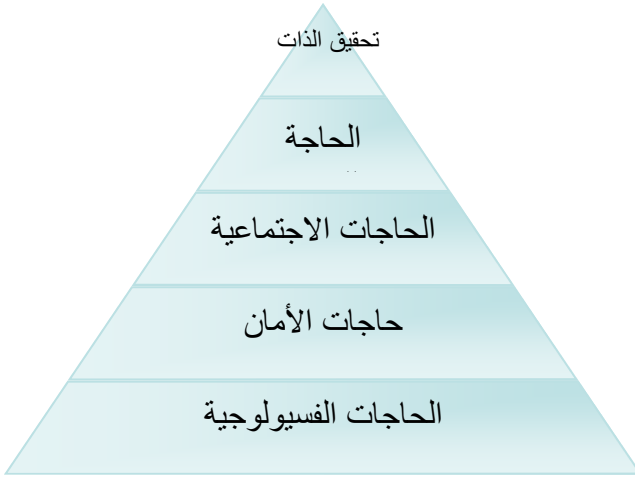 تحقيق الذات
الحاجة
الحاجات الاجتماعية
حاجات الأمان
الحاجات الفسيولوجية